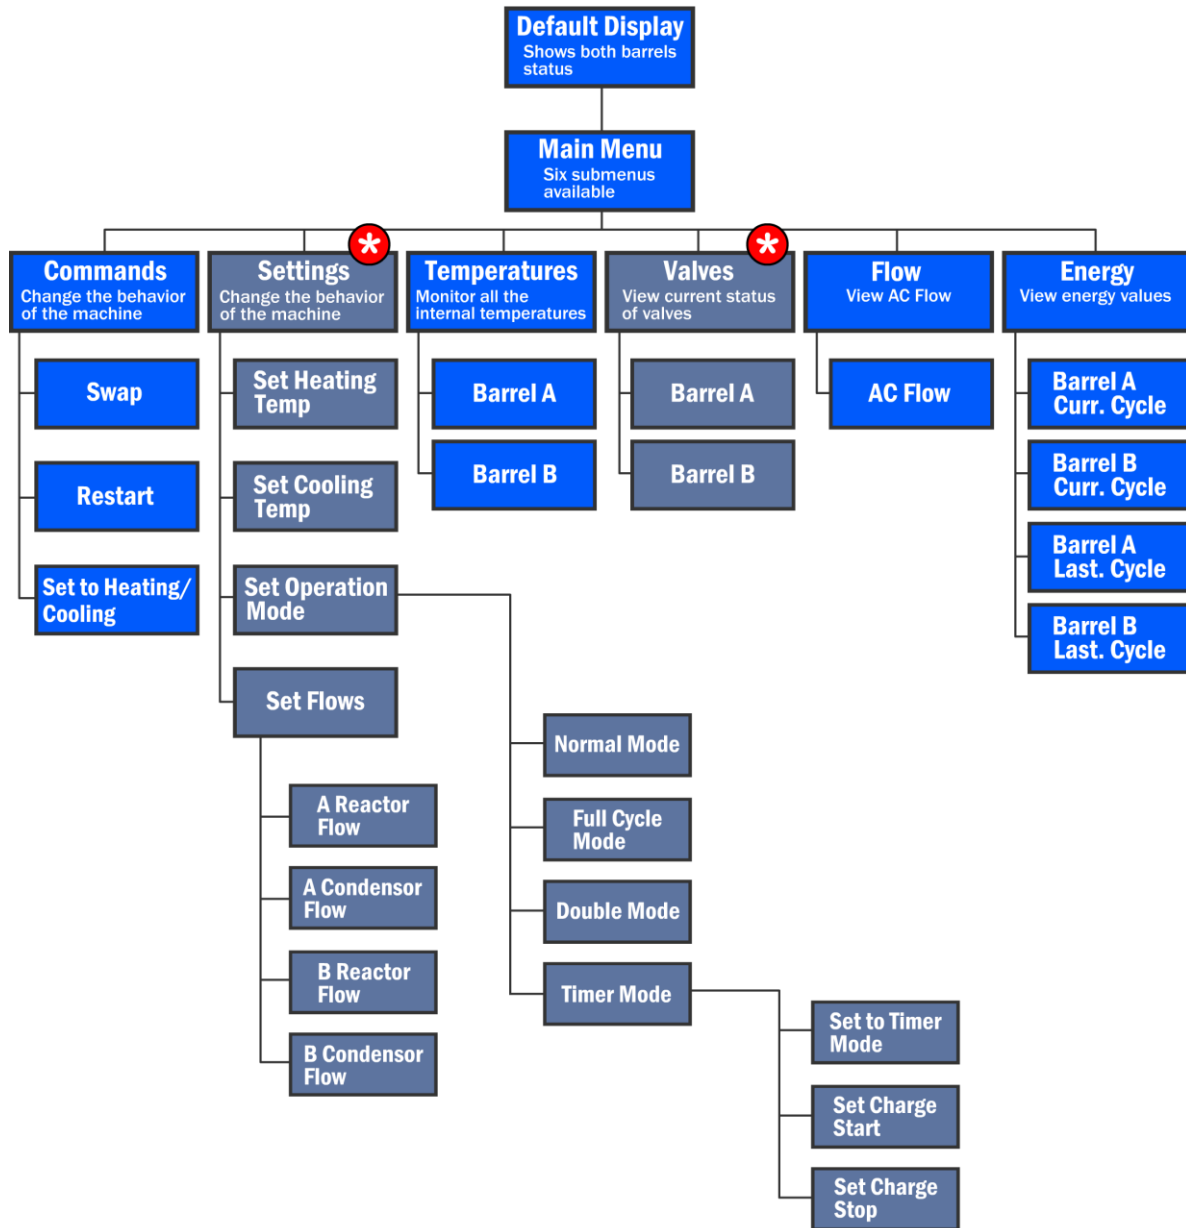 Default Display
Shows both barrels
status
Main Menu
Six submenus
available
*
*
Commands
Change the behavior
of the machine
Settings
Change the behavior
of the machine
Temperatures
Monitor all the
internal temperatures
Valves
View current status
of valves
Flow
View AC Flow
Energy
View energy values
Swap
Restart
Set to Heating/
Cooling
Set Heating
Temp
Set Cooling
Temp
Set Operation
Mode
Set Flows
A Reactor
Flow
A Condensor
Flow
B Reactor
Flow
B Condensor
Flow
Normal Mode
Full Cycle
Mode
Double Mode
Timer Mode
Set to Timer
Mode
Set Charge
Start
Set Charge
Stop
Barrel A
Barrel B
Barrel A
Barrel B
AC Flow
Barrel A
Curr. Cycle
Barrel B
Curr. Cycle
Barrel A
Last. Cycle
Barrel B
Last. Cycle